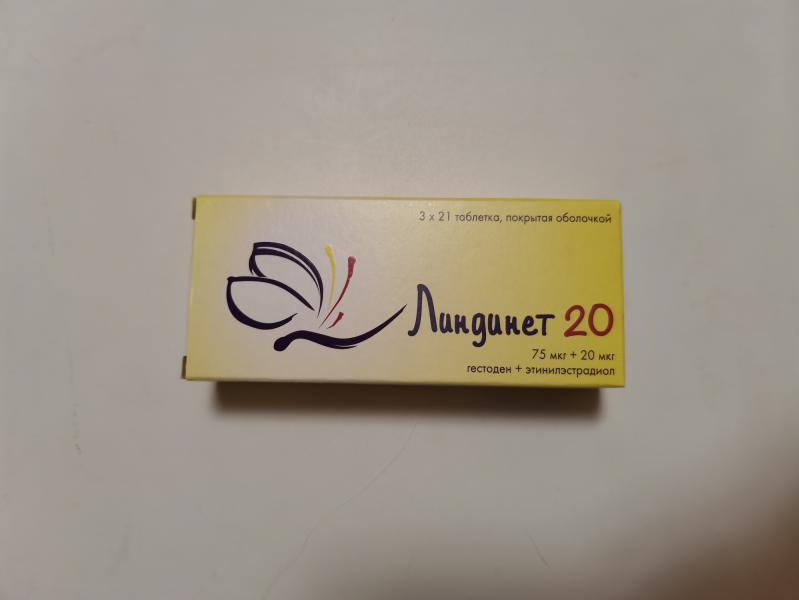 3 x 21 таблетка, покрытая оболочкой
Линдинет 20
75 мкг + 20 мкг
гестоден + этинилэстрадиол